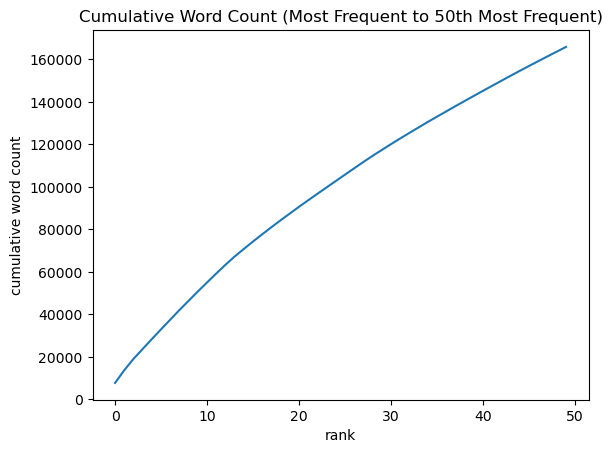 Cumulative Word Count (Most Frequent to 50th Most Frequent)
160000
140000
120000
100000
80000
60000
40000
20000
0
cumulative word count
0 10 20 30 40 50
rank